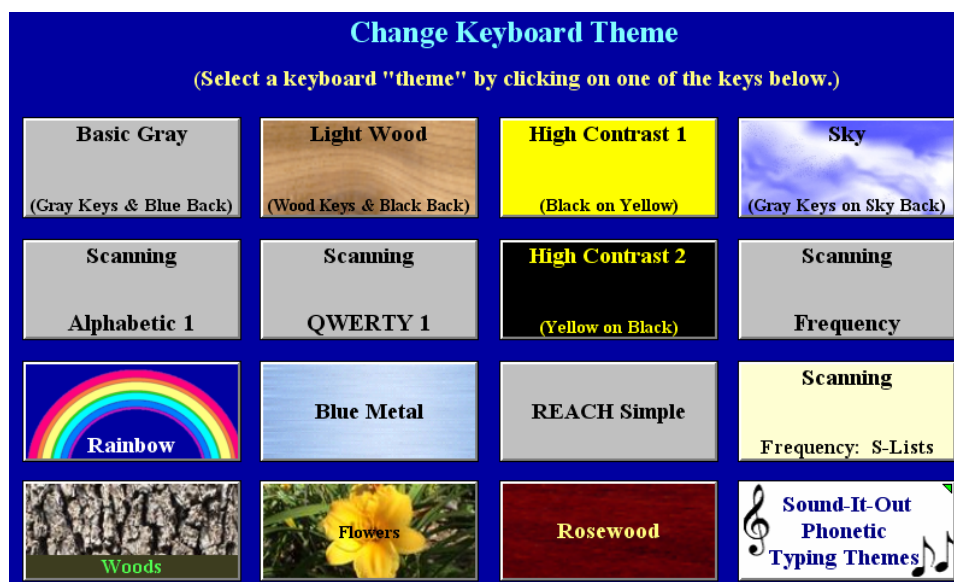 Change Keyboard Theme
(Select a keyboard "theme" by clicking on one of the keys below.)
Basic Gray
(Gray Keys & Blue Back)
Light Wood
(Wood Keys & Black Back)
High Contrast 1
(Black on Yellow)
Sky
(Gray Keys on Sky Back)
Scanning
Alphabetic 1
Scanning
QWERTY 1
High Contrast 2
(Yellow on Black)
Scanning
Frequency
Rainbow
Blue Metal
REACH Simple
Scanning
Frequency: S-Lists
Woods
Flowers
Rosewood
Sound-It-Out
Phonetic
Typing Themes